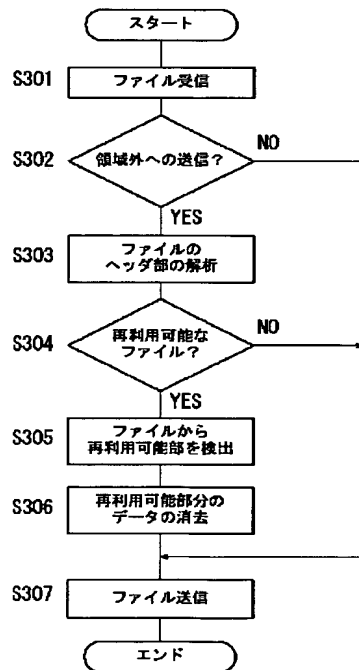 スタート
S301
ファイル受信
S302
領域外への送信?
NO
YES
S303
ファイルの
ヘッダ部の解析
S304
再利用可能な
ファイル?
NO
YES
S305
ファイルから
再利用可能部を検出
S306
再利用可能部分の
データの消去
S307
ファイル送信
エンド